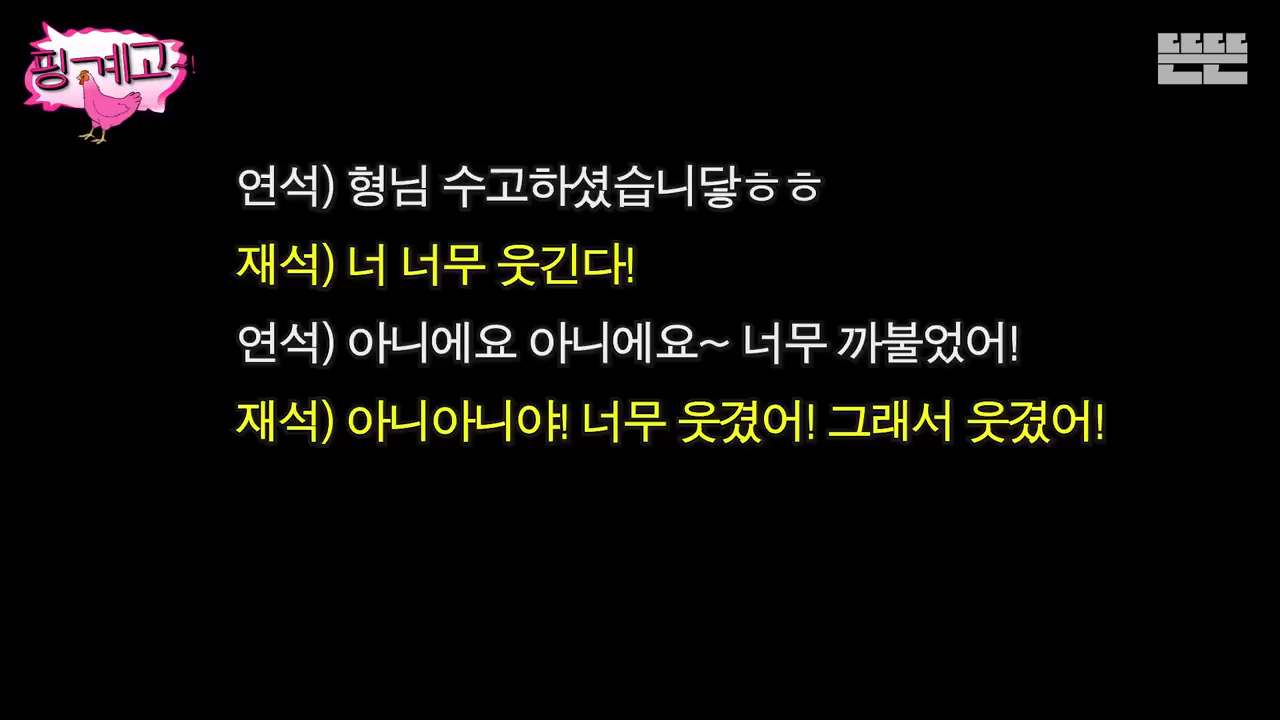 핑계고
뜬뜬
연석) 형님 수고하셨습니닿ㅎㅎ
재석) 너 너무 웃긴다!
연석) 아니에요 아니에요~ 너무 까불었어!
재석) 아니아니야! 너무 웃겼어! 그래서 웃겼어!